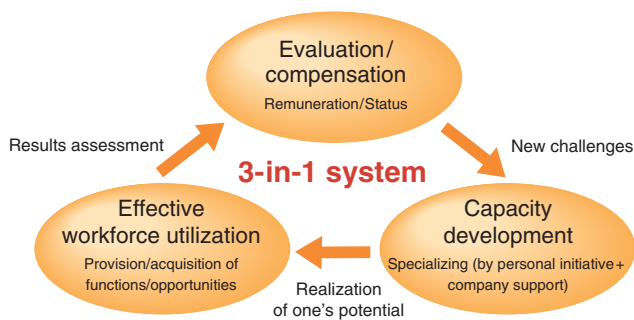 Evaluation/
compensation
Remuneration/Status
Results assessment
New challenges
3-in-1 system
Effective
workforce utilization
Provision/acquisition of
functions/opportunities
Capacity
development
Specializing (by personal initiative+
company support)
Realization
of one's potential